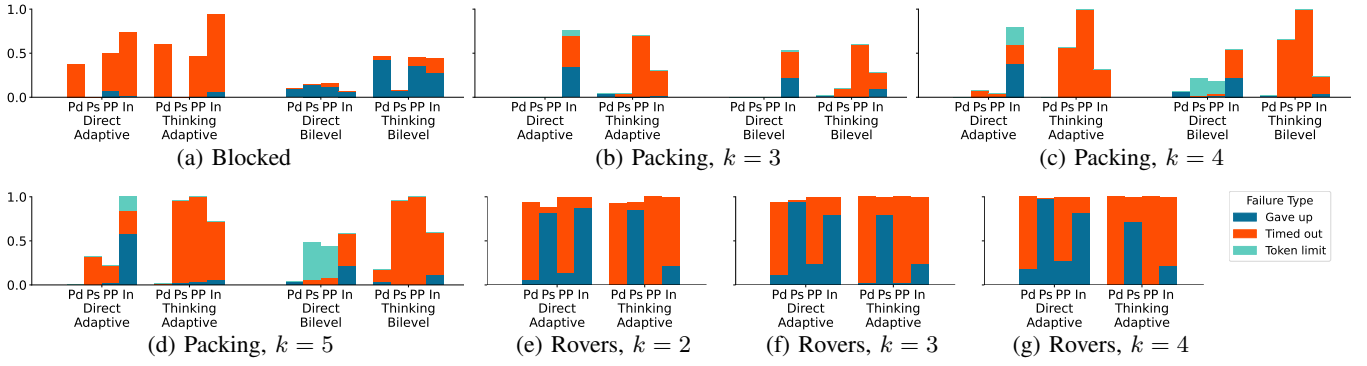 1.0
0.5
0.0
Pd Ps PP In Pd Ps PP In Pd Ps PP In Pd Ps PP In
Direct Thinking Direct Thinking
Adaptive Adaptive Bilevel Bilevel
(a) Blocked
Pd Ps PP In Pd Ps PP In Pd Ps PP In Pd Ps PP In
Direct Thinking Direct Thinking
Adaptive Adaptive Bilevel Bilevel
(b) Packing, k = 3
Pd Ps PP In Pd Ps PP In Pd Ps PP In Pd Ps PP In
Direct Thinking Direct Thinking
Adaptive Adaptive Bilevel Bilevel
(c) Packing, k = 4
1.0
0.5
0.0
Pd Ps PP In Pd Ps PP In Pd Ps PP In Pd Ps PP In
Direct Thinking Direct Thinking
Adaptive Adaptive Bilevel Bilevel
(d) Packing, k = 5
Pd Ps PP In Pd Ps PP In
Direct Thinking
Adaptive Adaptive
(e) Rovers, k = 2
Pd Ps PP In Pd Ps PP In
Direct Thinking
Adaptive Adaptive
(f) Rovers, k = 3
Pd Ps PP In Pd Ps PP In
Direct Thinking
Adaptive Adaptive
(g) Rovers, k = 4
Failure Type
Gave up
Timed out
Token limit